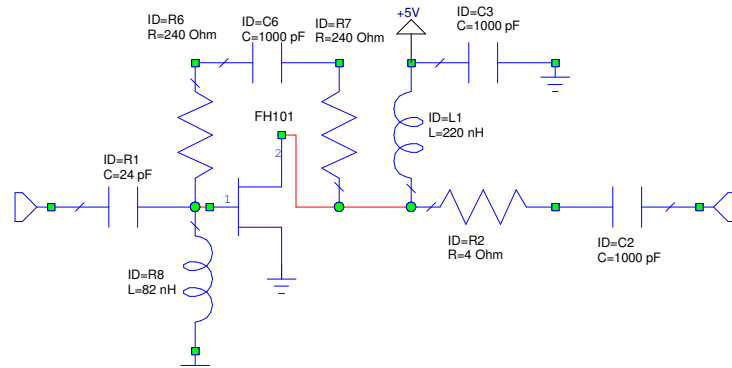 ID=R6
R=240 Ohm
ID=C6
C=1000 pF
ID=R7
R=240 Ohm
+5V
ID=C3
C=1000 pF
FH101
ID=L1
L=220 nH
2
ID=R1
C=24 pF
1
ID=R2
R=4 Ohm
ID=C2
C=1000 pF
ID=R8
L=82 nH